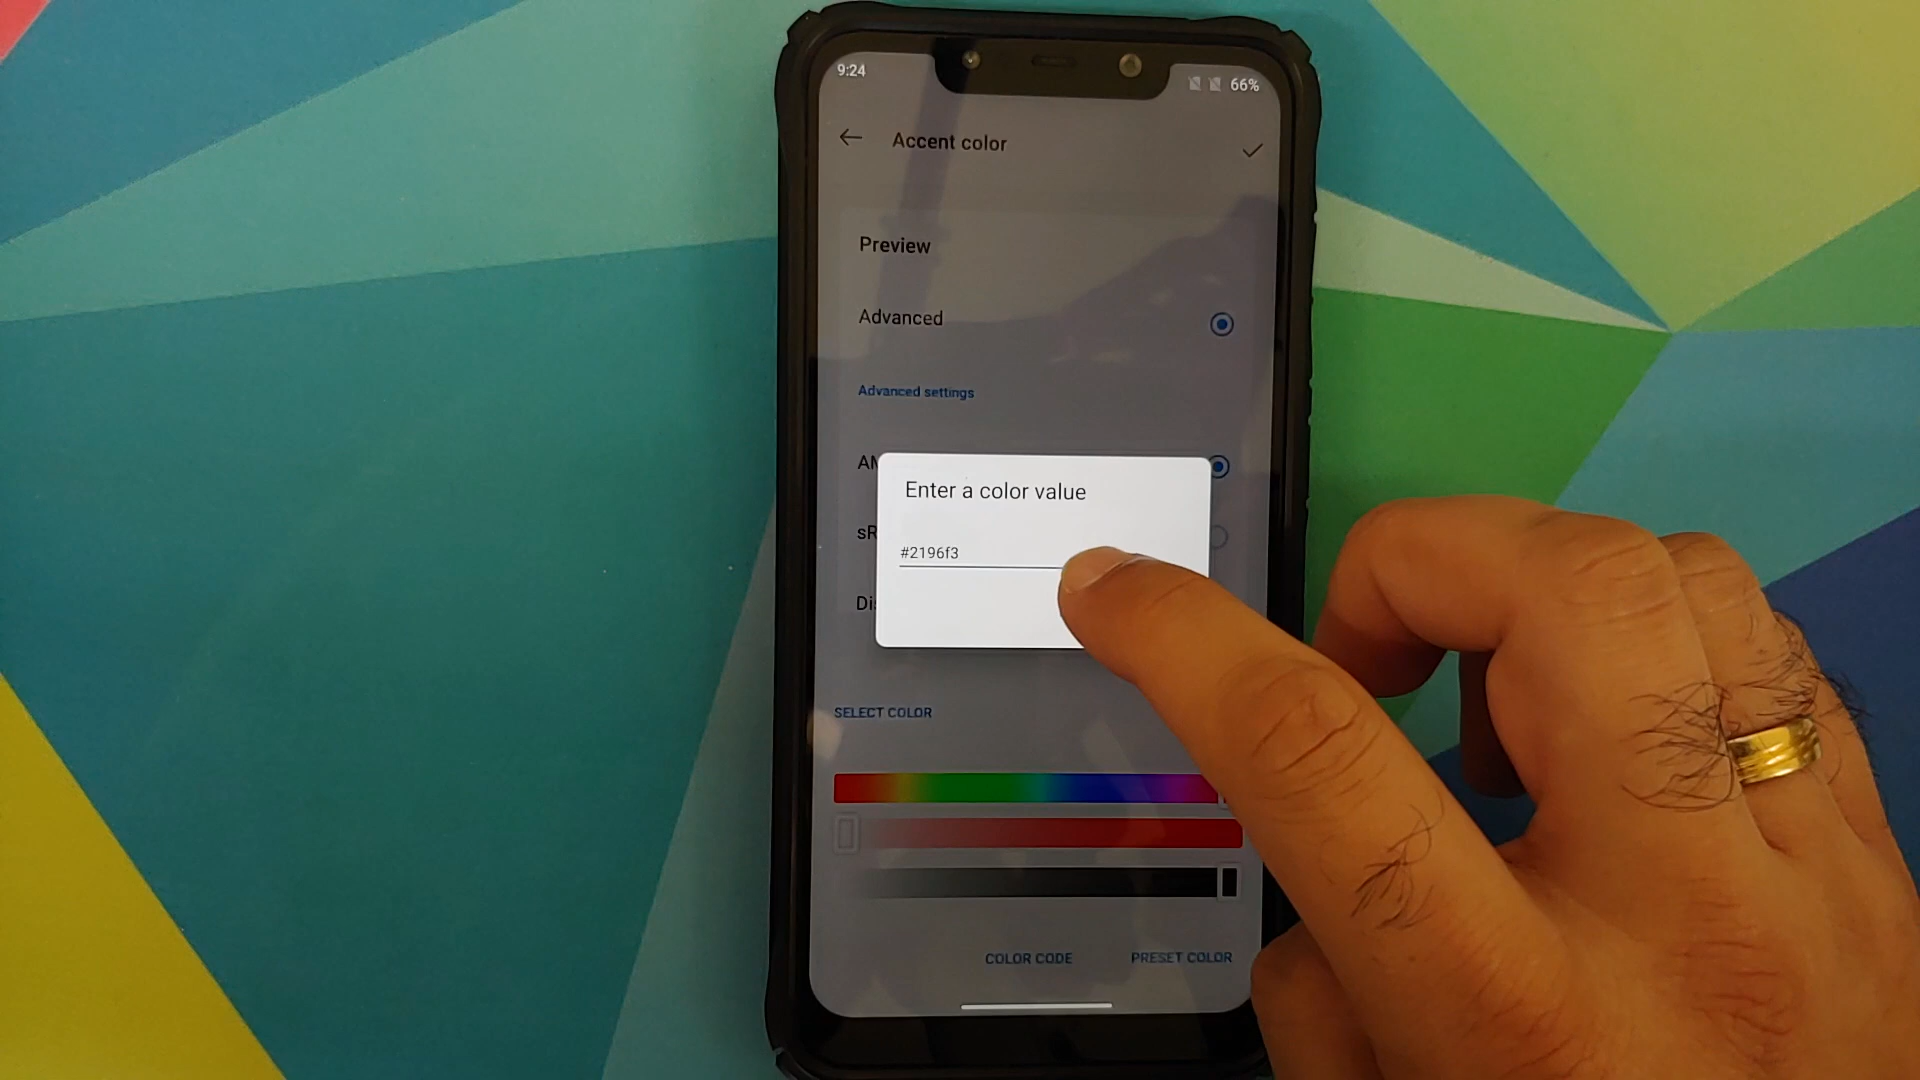 9:24
66%
Accent color
Preview
Advanced
Advanced settings
AM
Enter a color value
sR
#2196f3
Dis
SELECT COLOR
COLOR CODE
PRESET COLOR